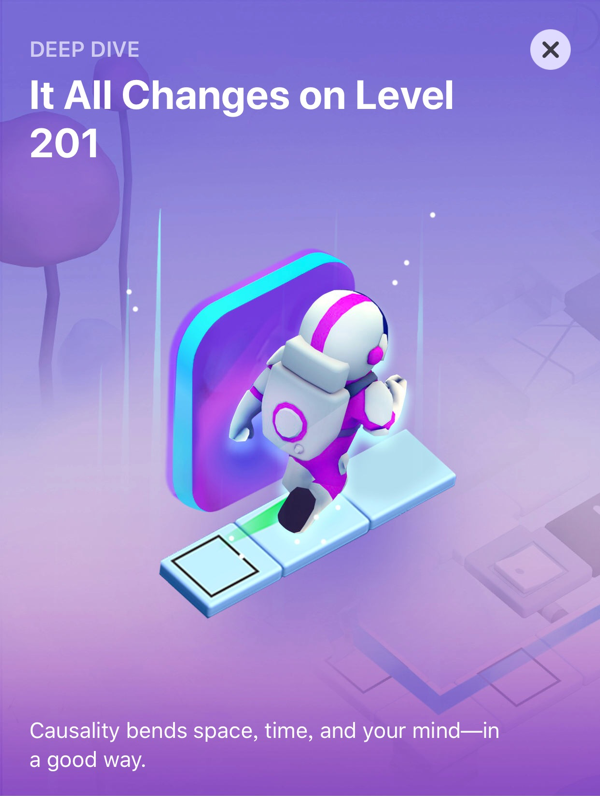 DEEP DIVE
It All Changes on Level
201
Causality bends space, time, and your mind—in
a good way.